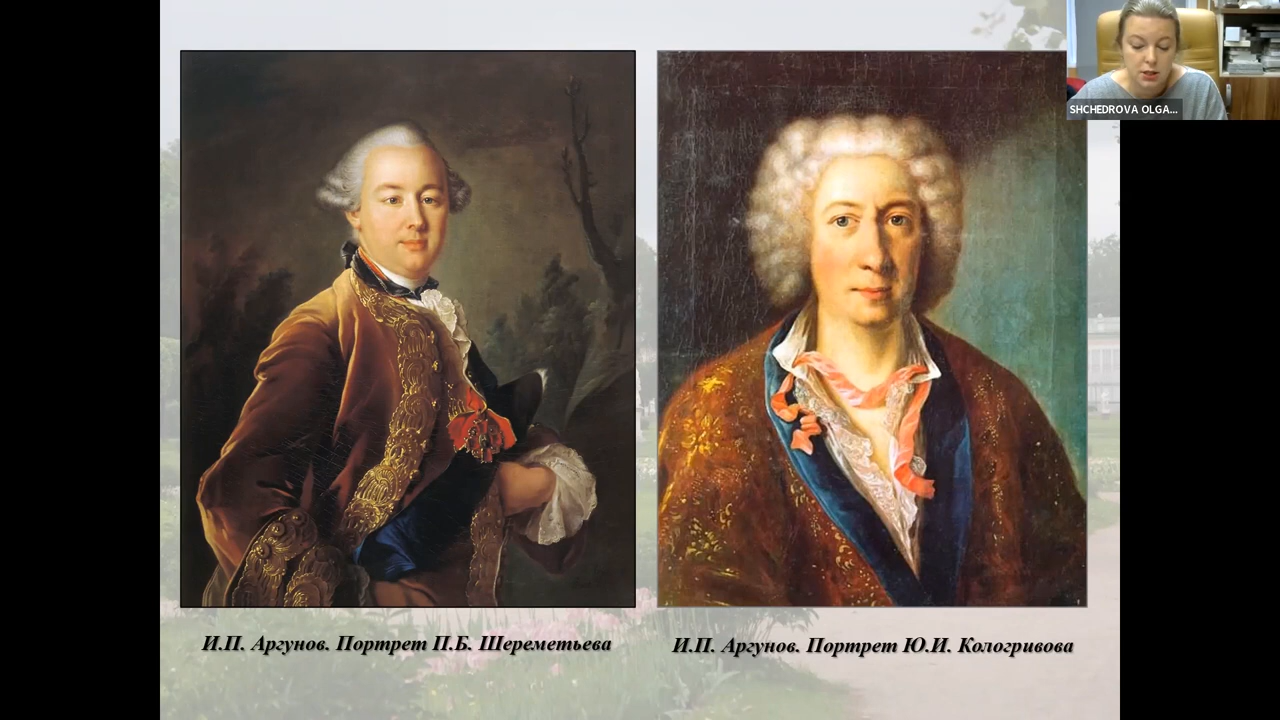 SHCHEDROVA OLGA...
И.П. Аргунов. Портрет П.Б. Шереметьева
И.П. Аргунов. Портрет Ю.И. Кологривова